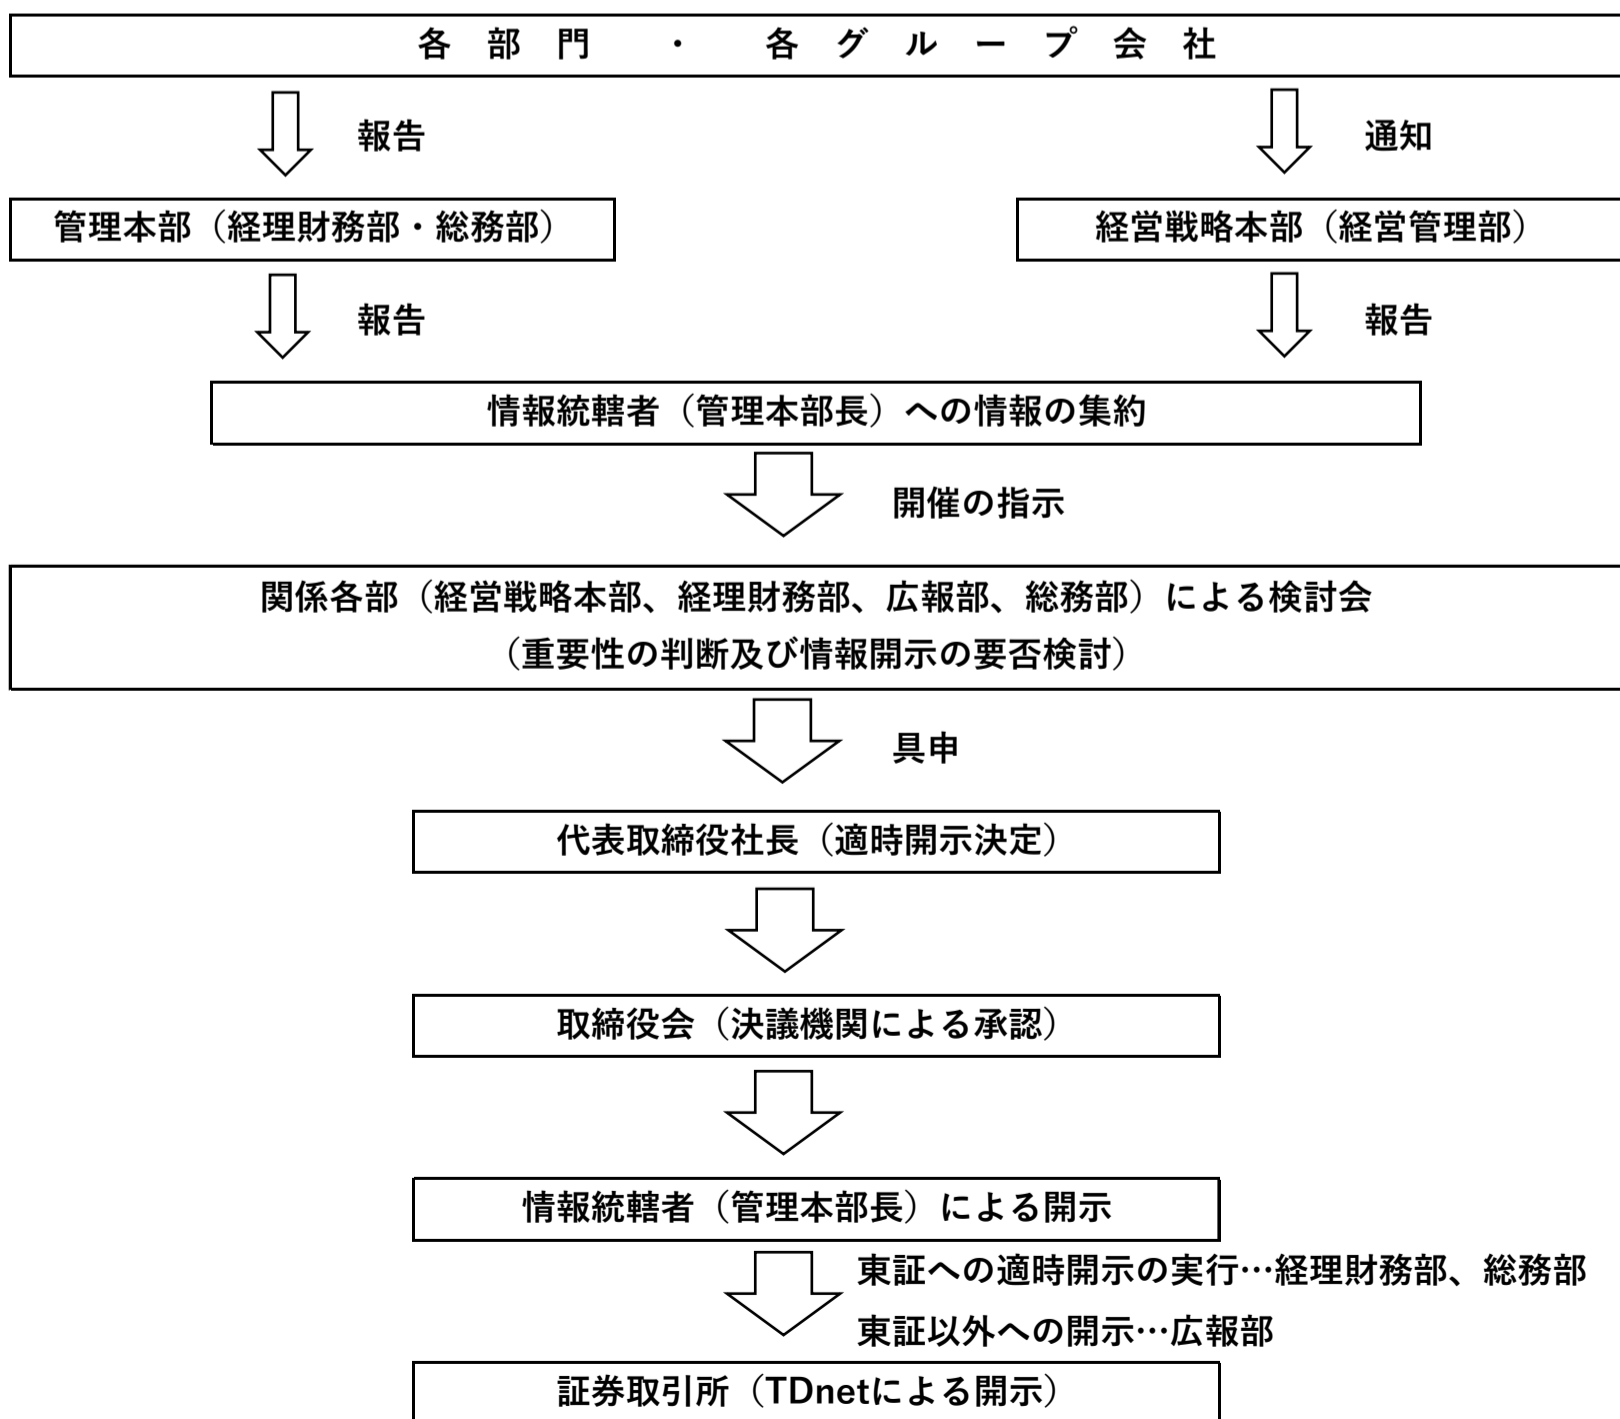 各部門・各グループ会社
報告
通知
管理本部（経理財務部・総務部）
経営戦略本部（経営管理部）
報告
報告
情報統轄者（管理本部長）への情報の集約
開催の指示
関係各部（経営戦略本部、経理財務部、広報部、総務部）による検討会
（重要性の判断及び情報開示の要否検討）
具申
代表取締役社長（適時開示決定）
取締役会（決議機関による承認）
情報統轄者（管理本部長）による開示
東証への適時開示の実行…経理財務部、総務部
東証以外への開示…広報部
証券取引所（TDnetによる開示）